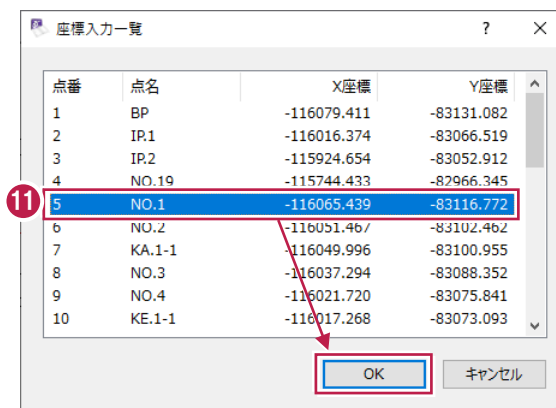 座標入力一覧 ?
点番 点名 X座標 Y座標
1 BP -116079.411 -83131.082
2 IP.1 -116016.374 -83066.519
3 IP.2 -115924.654 -83052.912
4 NO.19 -115744.433 -82966.345
11 5 NO.1 -116065.439 -83116.772
6 NO.2 -116051.467 -83102.462
7 KA.1-1 -116049.996 -83100.955
8 NO.3 -116037.294 -83088.352
9 NO.4 -116021.720 -83075.841
10 KE.1-1 -116017.268 -83073.093
OK キャンセル